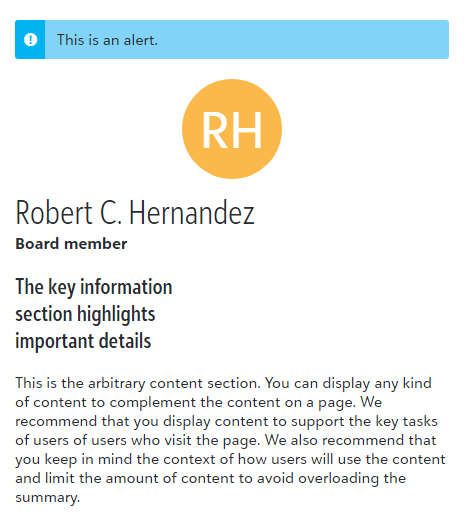 This is an alert.
RH
Robert C. Hernandez
Board member
The key information
section highlights
important details
This is the arbitrary content section. You can display any kind
of content to complement the content on a page. We
recommend that you display content to support the key tasks
of users of users who visit the page. We also recommend that
you keep in mind the context of how users will use the content
and limit the amount of content to avoid overloading the
summary.